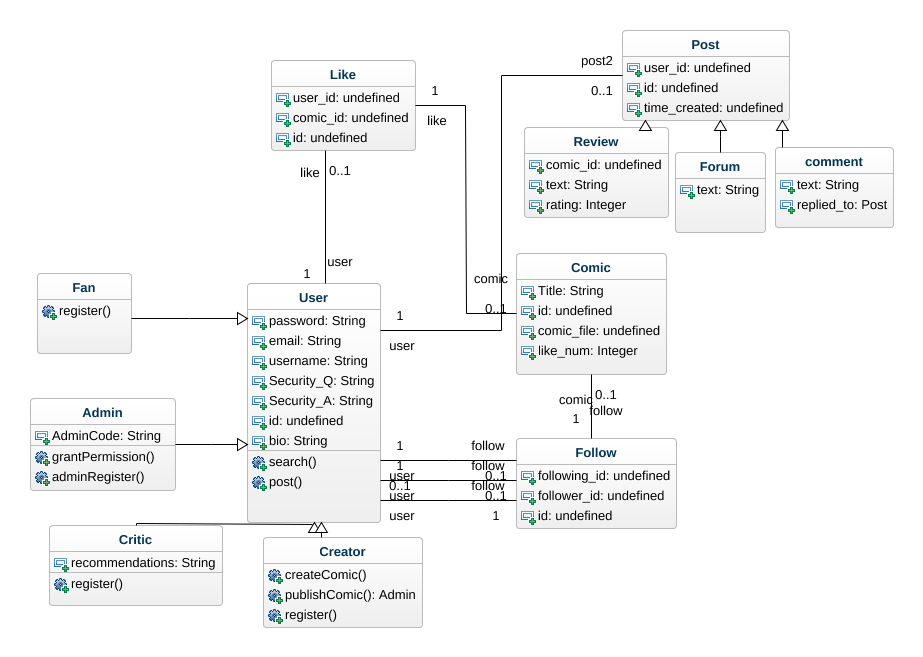 Post
user_id: undefined
id: undefined
time_created: undefined
post2
0..1
Like
user_id: undefined
comic_id: undefined
id: undefined
1
like
like
0..1
user
1
Review
comic_id: undefined
text: String
rating: Integer
Forum
text: String
comment
text: String
replied_to: Post
Comic
Title: String
id: undefined
comic_file: undefined
like_num: Integer
comic
0..1
Fan
register()
User
password: String
email: String
username: String
Security_Q: String
Security_A: String
id: undefined
bio: String
search()
post()
1
user
Admin
AdminCode: String
grantPermission()
adminRegister()
comic
0..1
follow
1
1
follow
1
follow
user
0..1
0..1
follow
user
0..1
user
1
Follow
following_id: undefined
follower_id: undefined
id: undefined
Critic
recommendations: String
register()
Creator
createComic()
publishComic(): Admin
register()